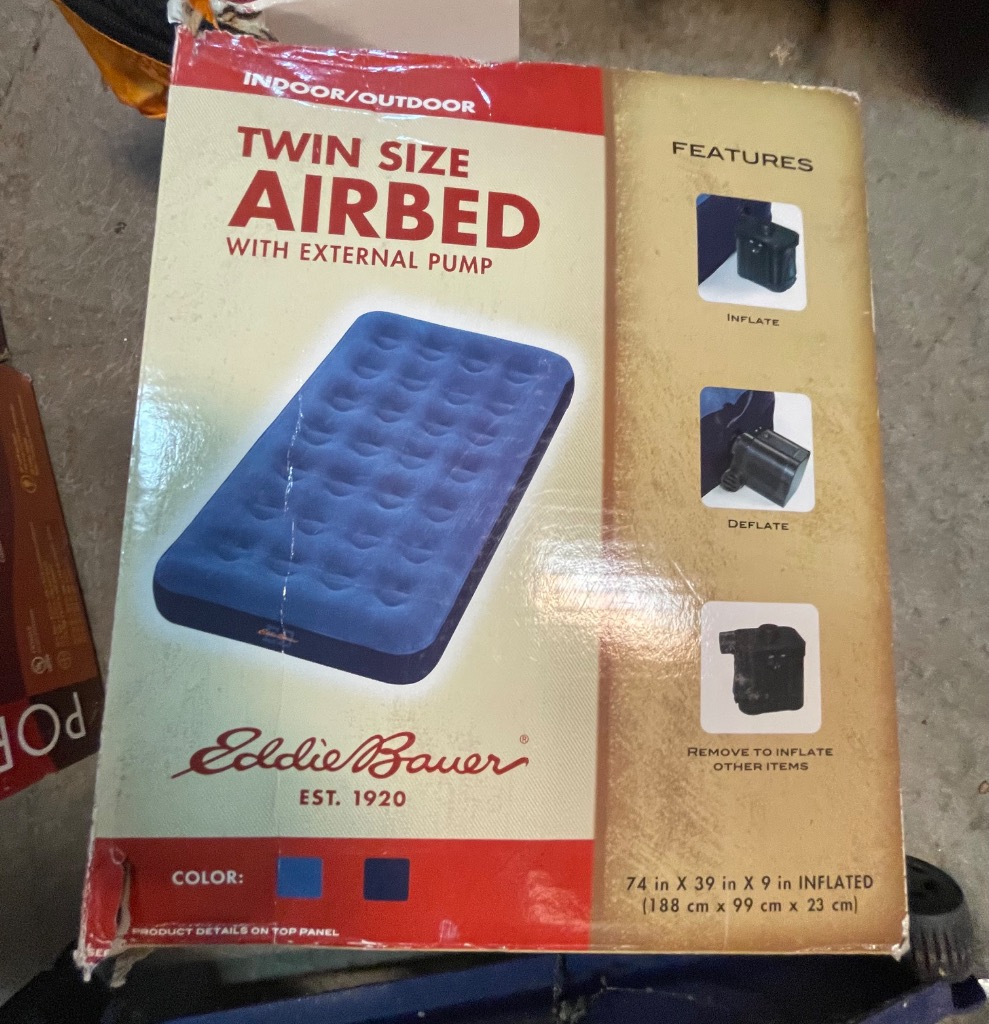 INDOOR/OUTDOOR
TWIN SIZE
AIRBED
WITH EXTERNAL PUMP
Eddie Bauer®
EST. 1920
COLOR:
PRODUCT DETAILS ON TOP PANEL
FEATURES
INFLATE
DEFLATE
REMOVE TO INFLATE
OTHER ITEMS
74 in X 39 in X 9 in INFLATED
(188 cm x 99 cm x 23 cm)